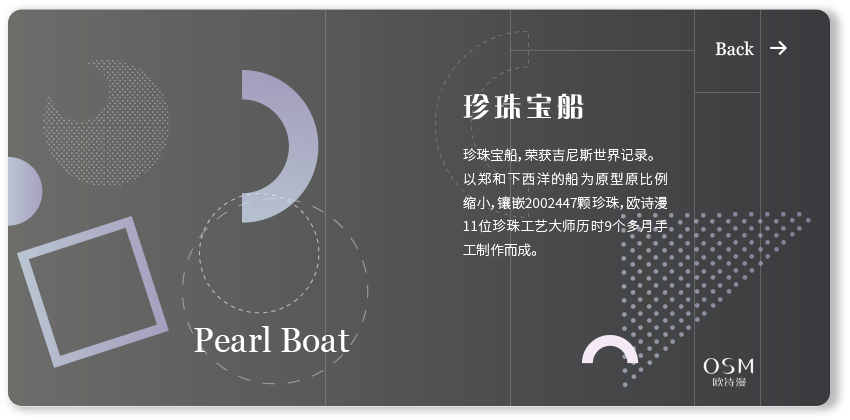 Back
珍珠宝船
珍珠宝船,荣获吉尼斯世界记录。
以郑和下西洋的船为原型原比例
缩小,镶嵌2002447颗珍珠,欧诗漫
11位珍珠工艺大师历时9个多月手
工制作而成。
Pearl Boat
OSM
欧诗漫